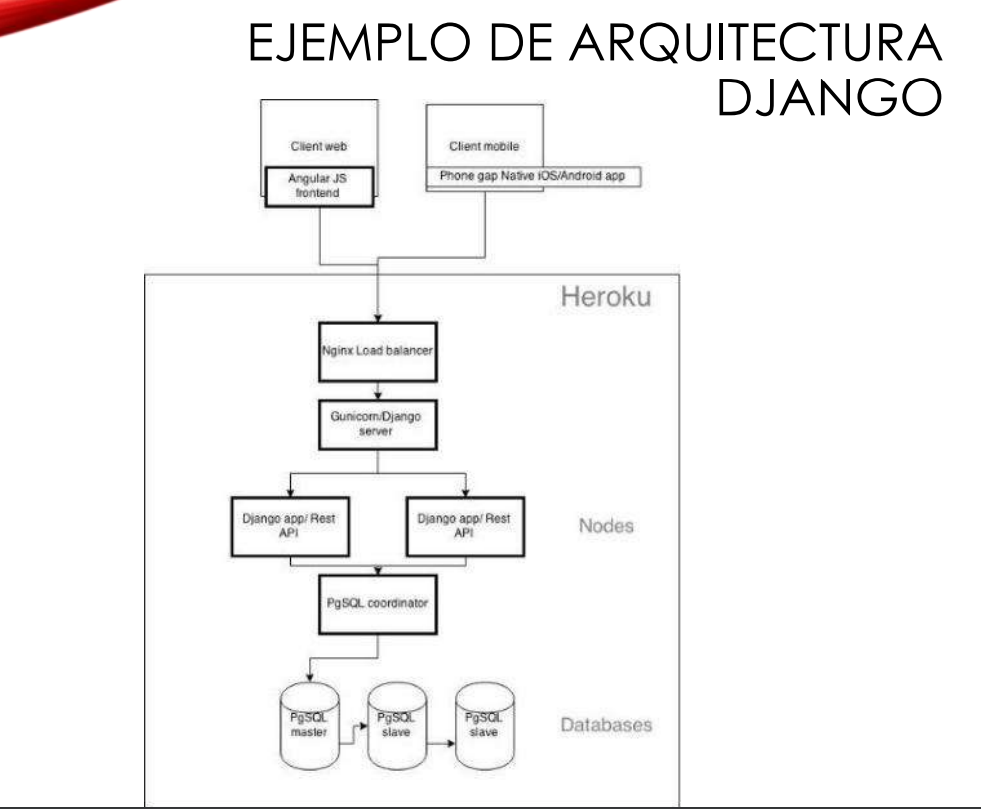 EJEMPLO DE ARQUITECTURA
DJANGO
Client web
Angular JS
frontend
Client mobile
Phone gap Native iOS/Android app
Heroku
Nginx Load balancer
Gunicorn/Django
server
Django app/ Rest
API
Django app/ Rest
API
Nodes
PgSQL coordinator
PgSQL
master
PgSQL
slave
PgSQL
slave
Databases